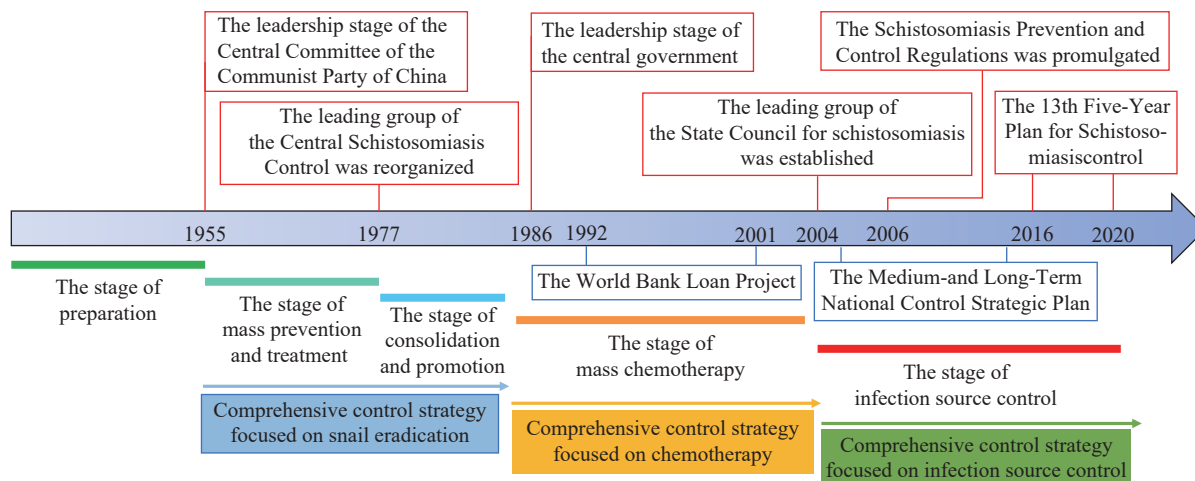 The leadership stage of the
Central Committee of the
Communist Party of China
The leadership stage of
the central government
The Schistosomiasis Prevention and
Control Regulations was promulgated
The leading group of
the Central Schistosomiasis
Control was reorganized
The leading group of
the State Council for schistosomiasis
was established
The 13th Five-Year
Plan for Schistoso-
miasiscontrol
1955
1977
1986
1992
2001
2004
2006
2016
2020
The World Bank Loan Project
The Medium-and Long-Term
National Control Strategic Plan
The stage of
preparation
The stage of
mass prevention
and treatment
The stage of
consolidation
and promotion
The stage of
mass chemotherapy
The stage of
infection source control
Comprehensive control strategy
focused on snail eradication
Comprehensive control strategy
focused on chemotherapy
Comprehensive control strategy
focused on infection source control